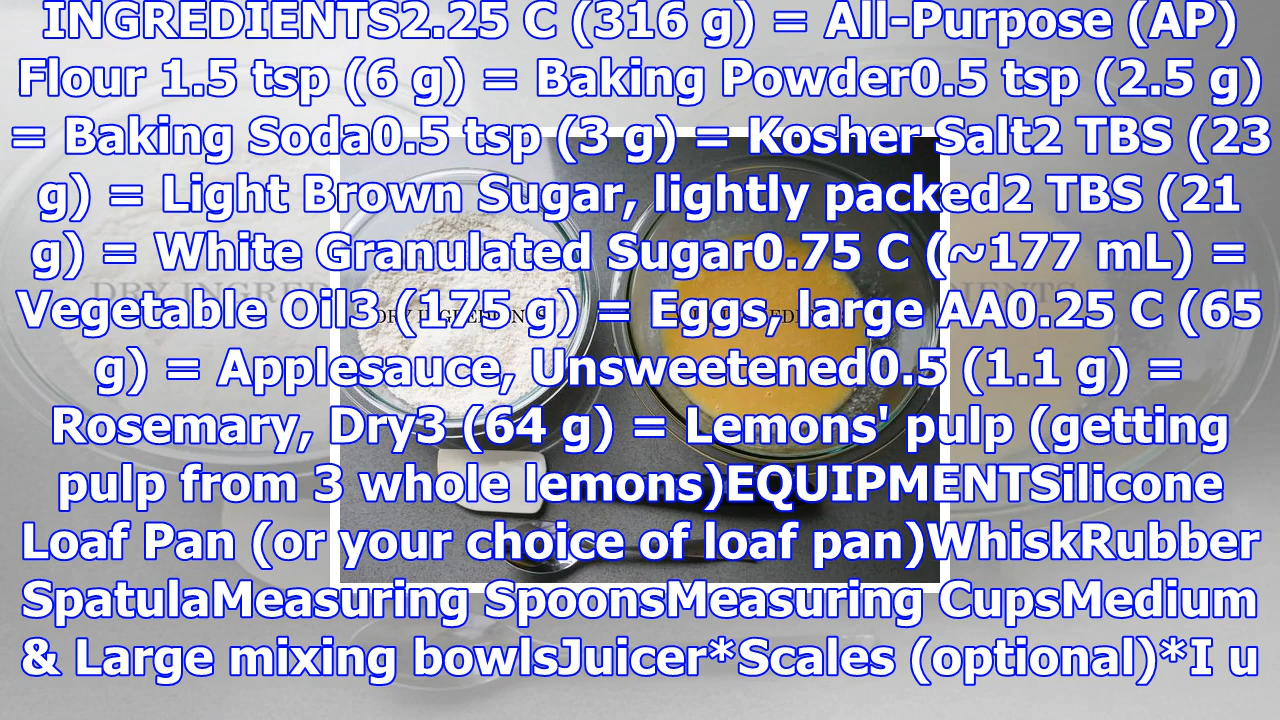 INGREDIENTS2.25 C (316 g) = All-Purpose (AP)
Flour 1.5 tsp (6 g) = Baking Powder0.5 tsp (2.5 g)
= Baking Soda0.5 tsp (3 g) = Kosher Salt2 TBS (23
g) = Light Brown Sugar, lightly packed2 TBS (21
g) = White Granulated Sugar0.75 C (~177 mL) =
Vegetable Oil3 (175 g) = Eggs, large AA0.25 C (65
g) = Applesauce, Unsweetened0.5 (1.1 g) =
Rosemary, Dry3 (64 g) = Lemons' pulp (getting
pulp from 3 whole lemons)EQUIPMENTSilicone
Loaf Pan (or your choice of loaf pan)WhiskRubber
SpatulaMeasuring SpoonsMeasuring CupsMedium
& Large mixing bowlsJuicer*Scales (optional)*I u
DRY INGREDIENTS